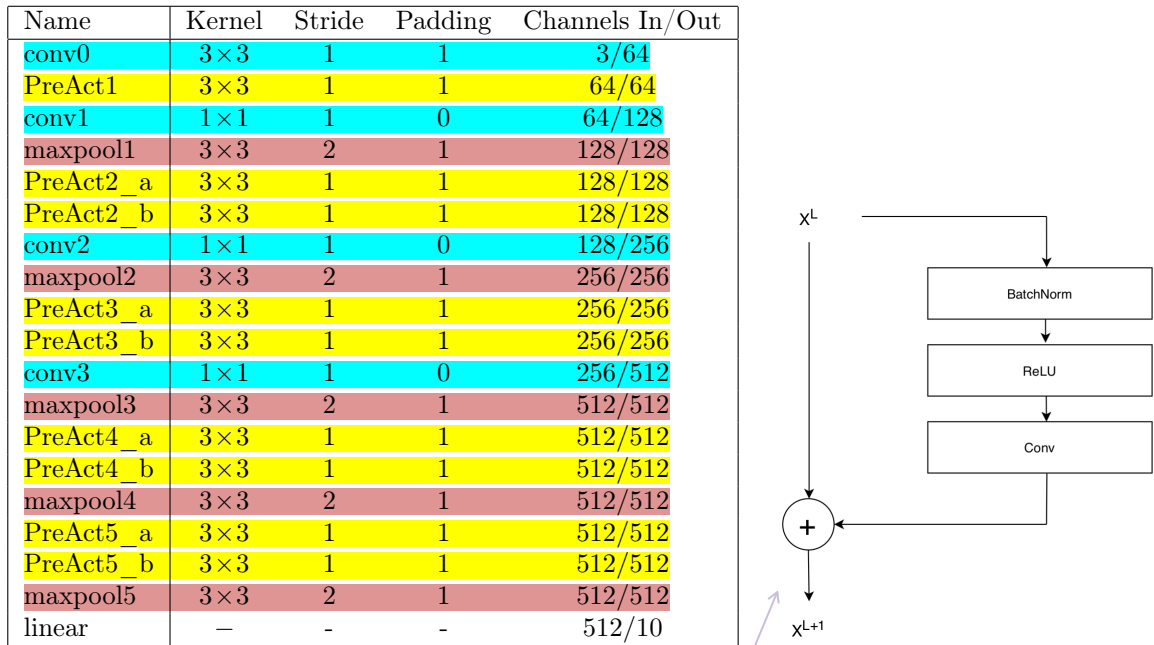 Name Kernel Stride Padding Channels In/Out
conv0 3×3 1 1 3/64
PreAct1 3×3 1 1 64/64
conv1 1×1 1 0 64/128
maxpool1 3×3 2 1 128/128
PreAct2_a 3×3 1 1 128/128
PreAct2_b 3×3 1 1 128/128
conv2 1×1 1 0 128/256
maxpool2 3×3 2 1 256/256
PreAct3_a 3×3 1 1 256/256
PreAct3_b 3×3 1 1 256/256
conv3 1×1 1 0 256/512
maxpool3 3×3 2 1 512/512
PreAct4_a 3×3 1 1 512/512
PreAct4_b 3×3 1 1 512/512
maxpool4 3×3 2 1 512/512
PreAct5_a 3×3 1 1 512/512
PreAct5_b 3×3 1 1 512/512
maxpool5 3×3 2 1 512/512
linear − - - 512/10
X^L
BatchNorm
ReLU
Conv
+
X^L+1